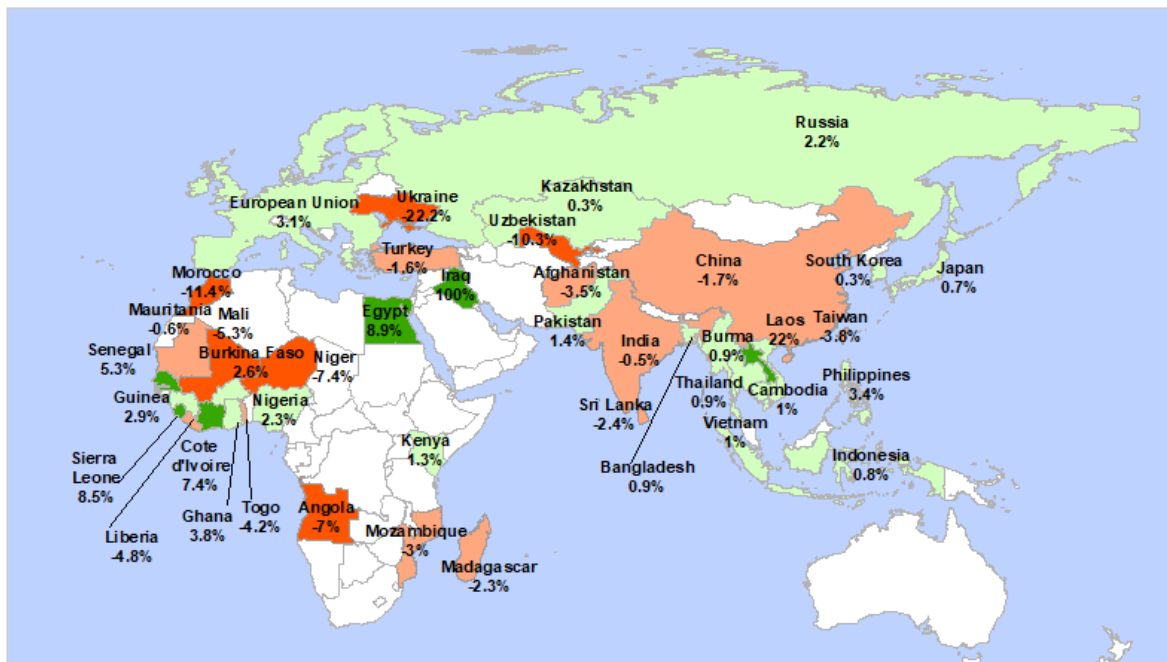 Russia
2.2%
Kazakhstan
0.3%
Ukraine
-22.2%
European Union
3.1%
Uzbekistan
-10.3%
Turkey
-1.6%
China
-1.7%
South Korea
0.3%
Japan
0.7%
Morocco
-11.4%
Iraq
100%
Afghanistan
-3.5%
Mauritania
-0.6%
Mali
-5.3%
Egypt
8.9%
Pakistan
1.4%
India
-0.5%
Burma
0.9%
Laos
22%
Taiwan
-3.8%
Senegal
5.3%
Burkina Faso
2.6%
Niger
-7.4%
Guinea
2.9%
Nigeria
2.3%
Sri Lanka
-2.4%
Thailand
0.9%
Cambodia
1%
Philippines
3.4%
Vietnam
1%
Kenya
1.3%
Sierra
Leone
8.5%
Cote
d'Ivoire
7.4%
Bangladesh
0.9%
Indonesia
0.8%
Liberia
-4.8%
Ghana
3.8%
Togo
-4.2%
Angola
-7%
Mozambique
-3%
Madagascar
-2.3%